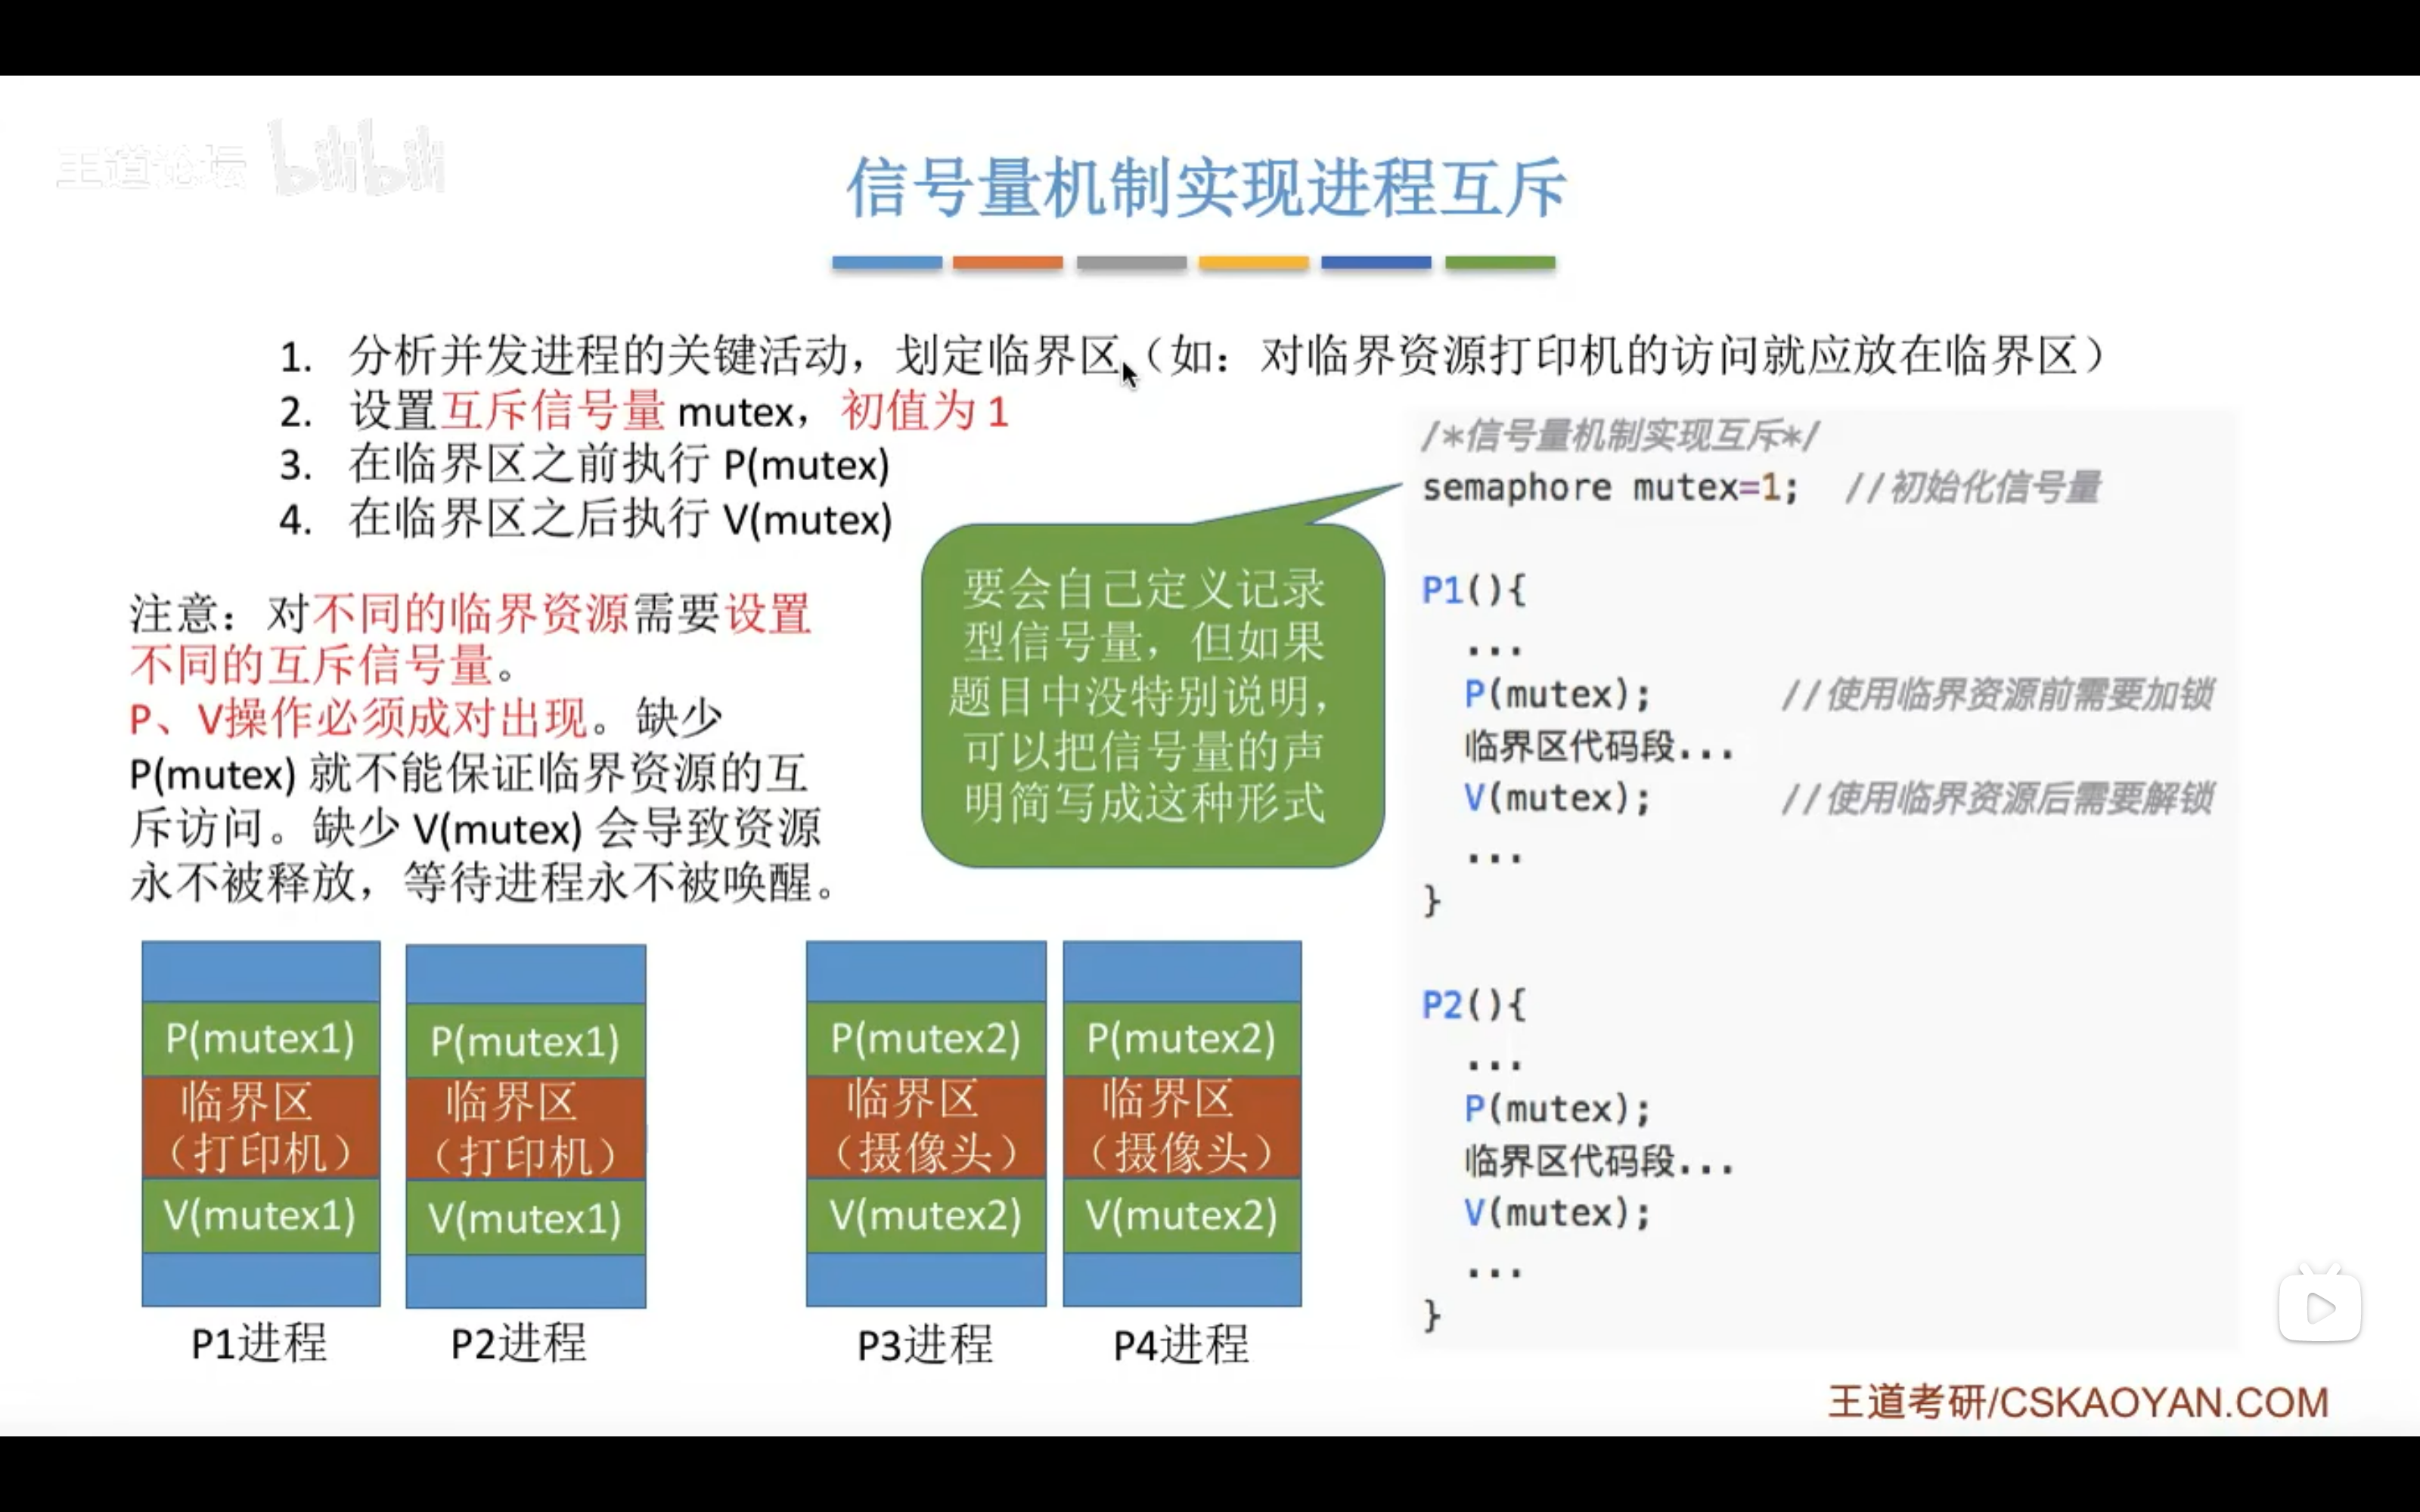 王道论坛 bilibili
信号量机制实现进程互斥
1. 分析并发进程的关键活动，划定临界区（如：对临界资源打印机的访问就应放在临界区）
2. 设置互斥信号量 mutex，初值为 1
3. 在临界区之前执行 P(mutex)
4. 在临界区之后执行 V(mutex)
注意：对不同的临界资源需要设置
不同的互斥信号量。
P、V操作必须成对出现。缺少
P(mutex) 就不能保证临界资源的互
斥访问。缺少 V(mutex) 会导致资源
永不被释放，等待进程永不被唤醒。
要会自己定义记录
型信号量，但如果
题目中没特别说明，
可以把信号量的声
明简写成这种形式
/*信号量机制实现互斥*/
semaphore mutex=1; //初始化信号量
P1(){
...
P(mutex); //使用临界资源前需要加锁
临界区代码段...
V(mutex); //使用临界资源后需要解锁
...
}
P2(){
...
P(mutex);
临界区代码段...
V(mutex);
...
}
P(mutex1)
临界区
（打印机）
V(mutex1)
P1进程
P(mutex1)
临界区
（打印机）
V(mutex1)
P2进程
P(mutex2)
临界区
（摄像头）
V(mutex2)
P3进程
P(mutex2)
临界区
（摄像头）
V(mutex2)
P4进程
王道考研/CSKAOYAN.COM